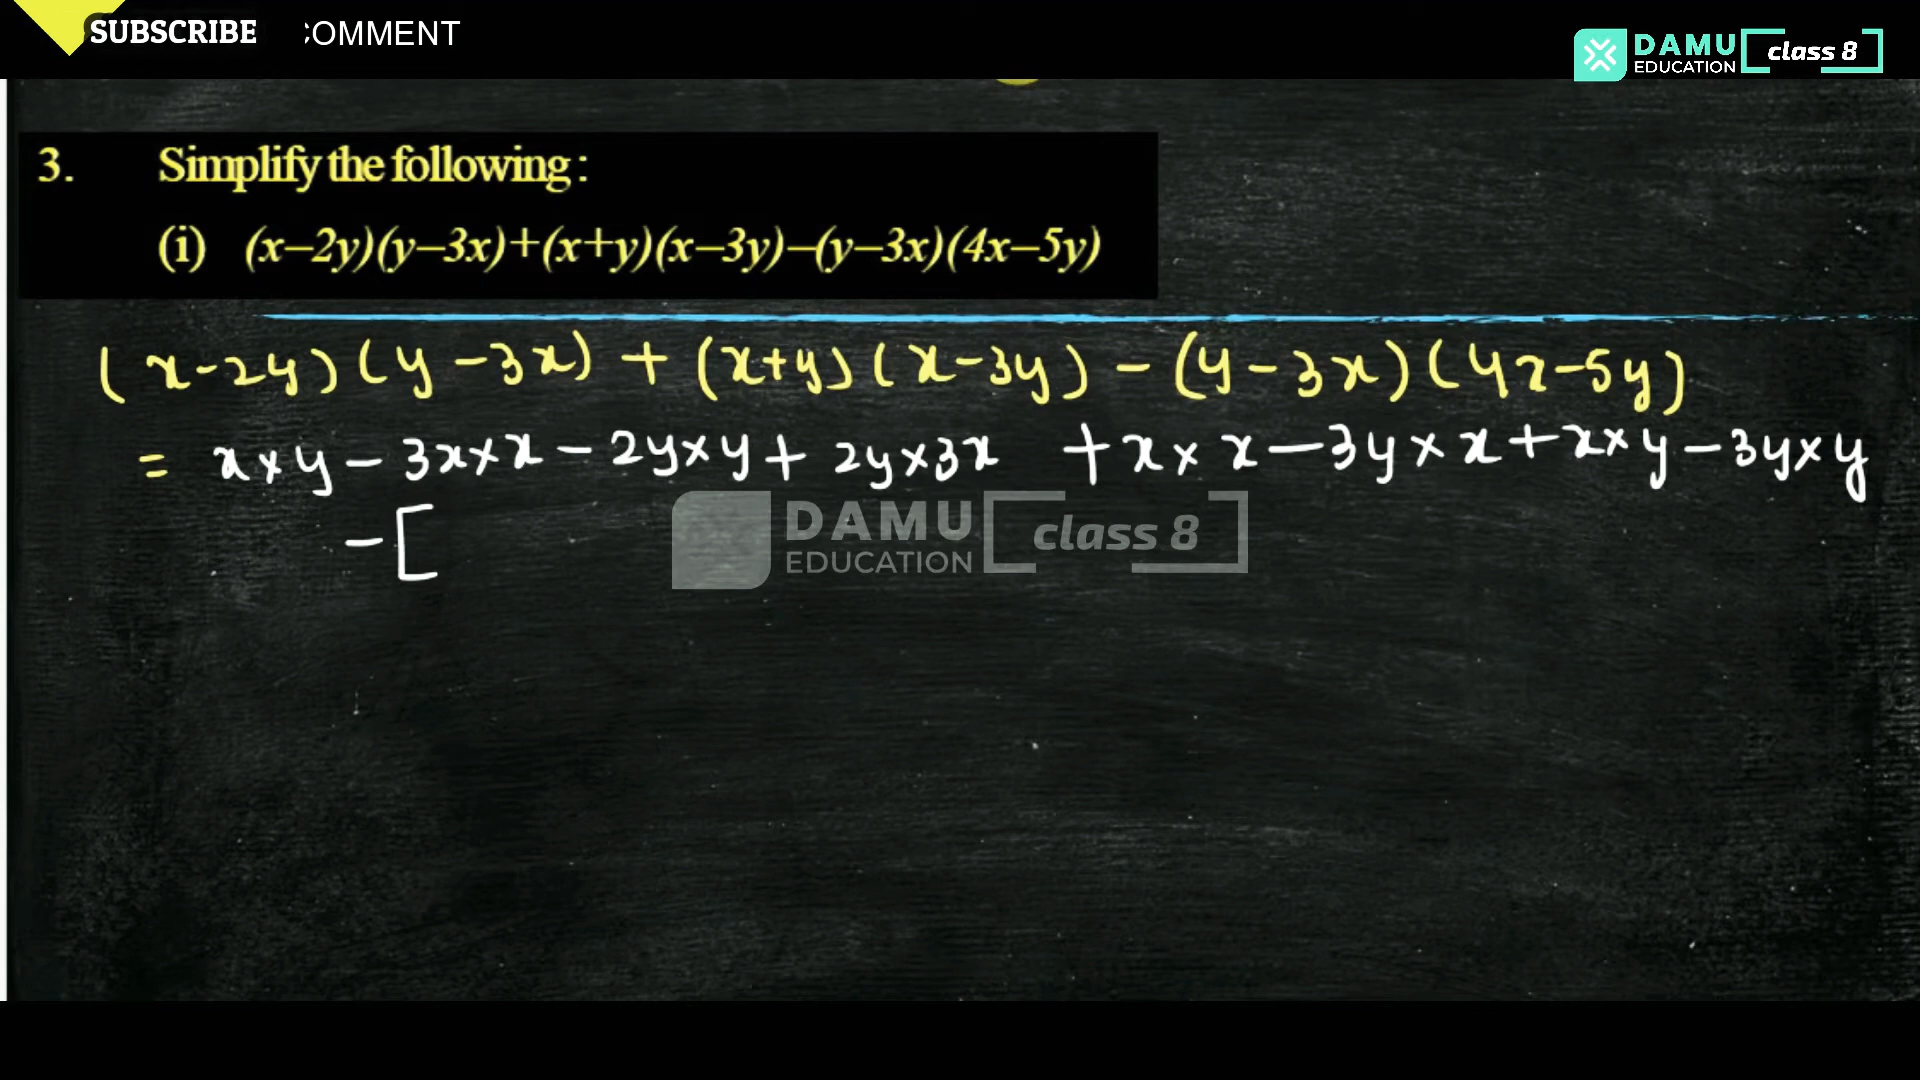 SUBSCRIBE COMMENT
DAMU EDUCATION class 8
3. Simplify the following :
(i) (x–2y)(y–3x)+(x+y)(x–3y)–(y–3x)(4x–5y)
(x-2y)(y-3x) + (x+y)(x-3y) - (y-3x)(4x-5y)
= x×y - 3x×x - 2y×y + 2y×3x + x×x - 3y×x + x×y - 3y×y
- [
DAMU EDUCATION class 8